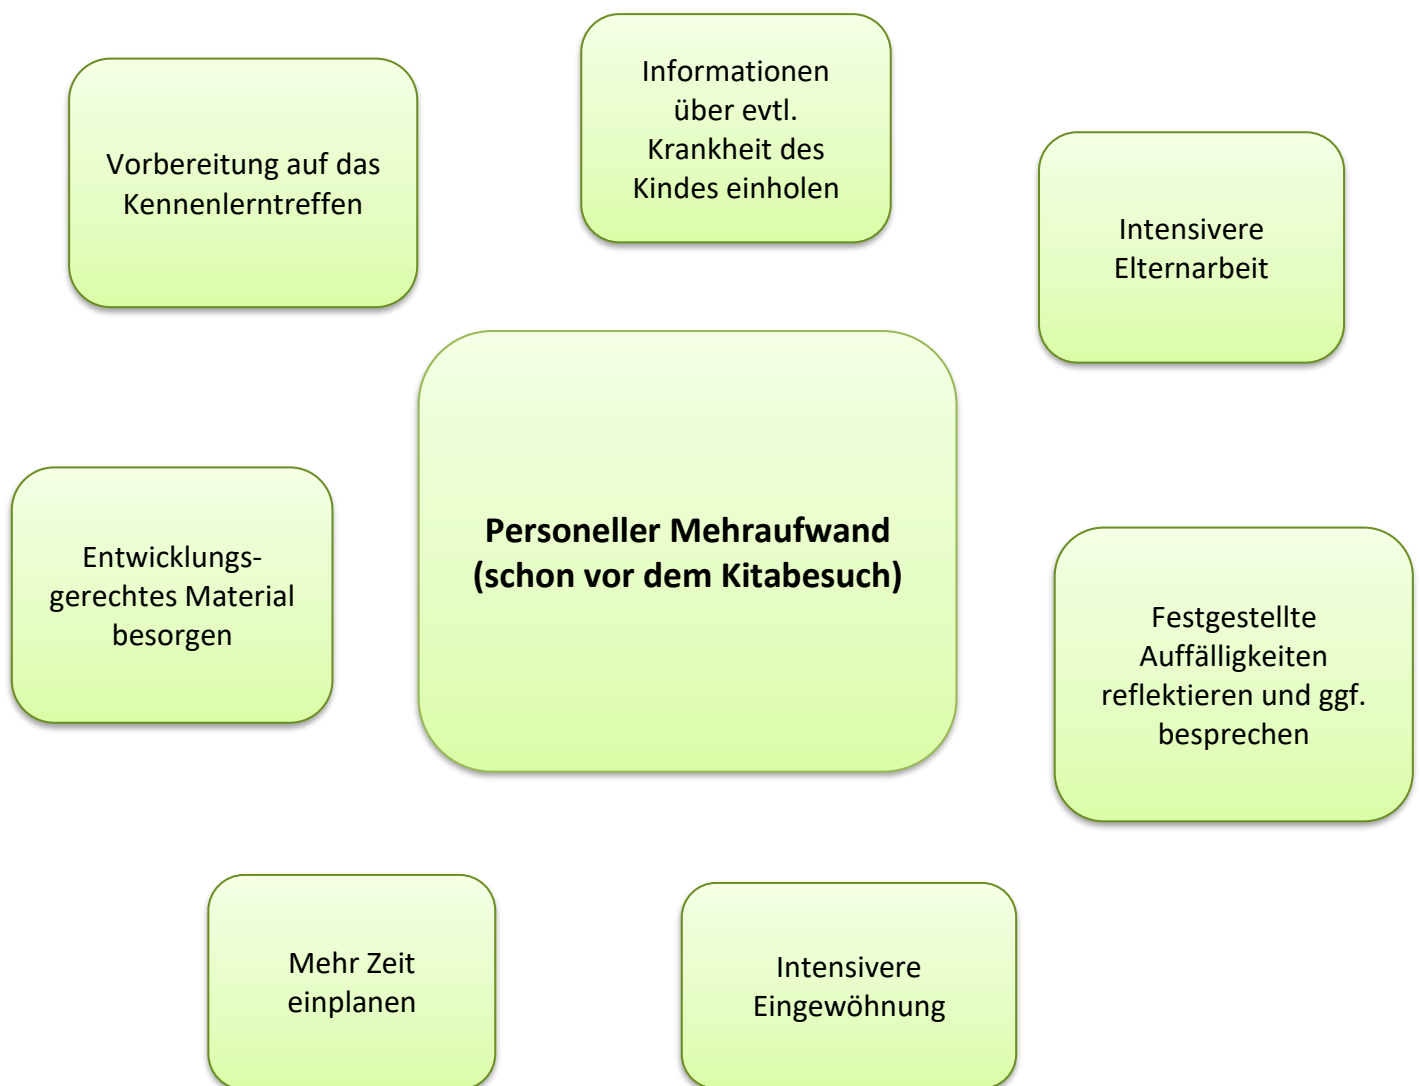 Informationen
über evtl.
Krankheit des
Kindes einholen
Vorbereitung auf das
Kennenlerntreffen
Intensivere
Elternarbeit
Personeller Mehraufwand
(schon vor dem Kitabesuch)
Entwicklungs-
gerechtes Material
besorgen
Festgestellte
Auffälligkeiten
reflektieren und ggf.
besprechen
Mehr Zeit
einplanen
Intensivere
Eingewöhnung